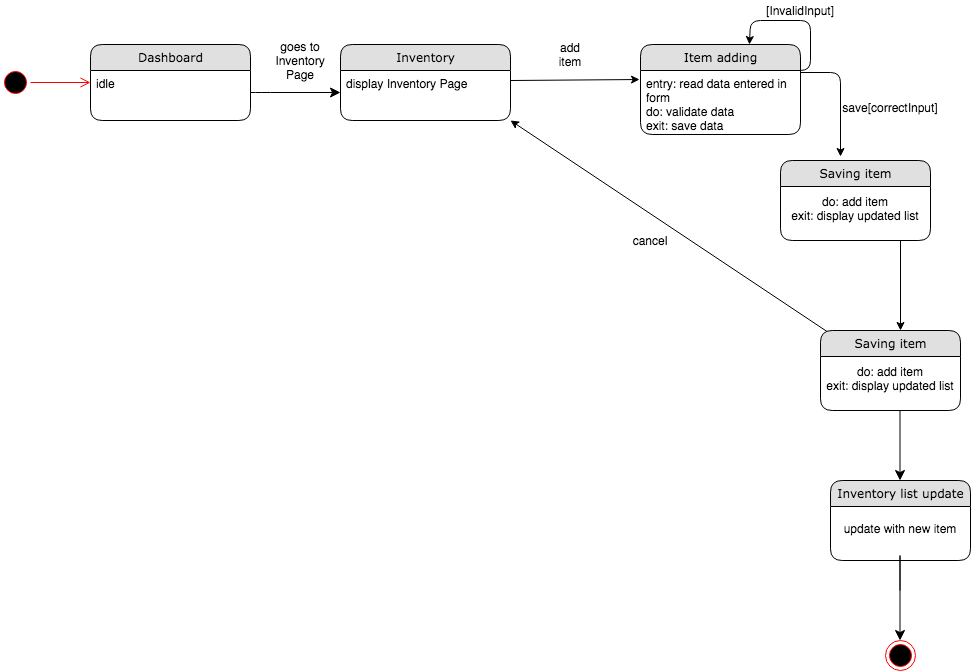 [InvalidInput]
goes to
Inventory
Page
add
item
Dashboard
idle
Inventory
display Inventory Page
Item adding
entry: read data entered in
form
do: validate data
exit: save data
save[correctInput]
Saving item
do: add item
exit: display updated list
cancel
Saving item
do: add item
exit: display updated list
Inventory list update
update with new item